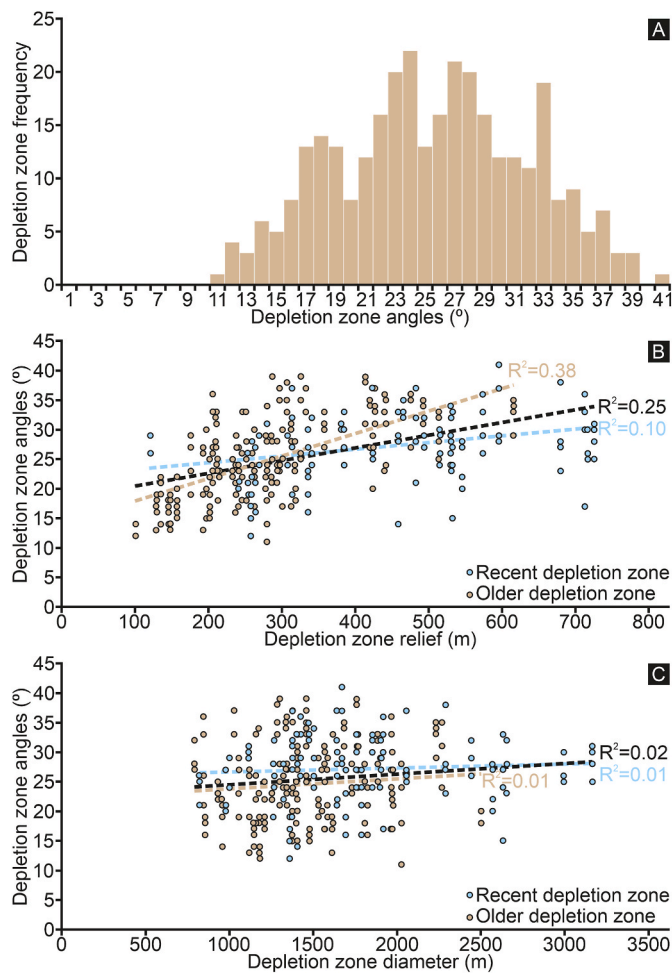 A
25
20
15
10
5
0
Depletion zone frequency
1 3 5 7 9 11 13 15 17 19 21 23 25 27 29 31 33 35 37 39 41
Depletion zone angles (º)
B
45
40
35
30
25
20
15
10
5
0
Depletion zone angles (º)
R²=0.38
R²=0.25
R²=0.10
Recent depletion zone
Older depletion zone
0 100 200 300 400 500 600 700 800
Depletion zone relief (m)
C
45
40
35
30
25
20
15
10
5
0
Depletion zone angles (º)
R²=0.02
R²=0.01
R²=0.01
Recent depletion zone
Older depletion zone
0 500 1000 1500 2000 2500 3000 3500
Depletion zone diameter (m)